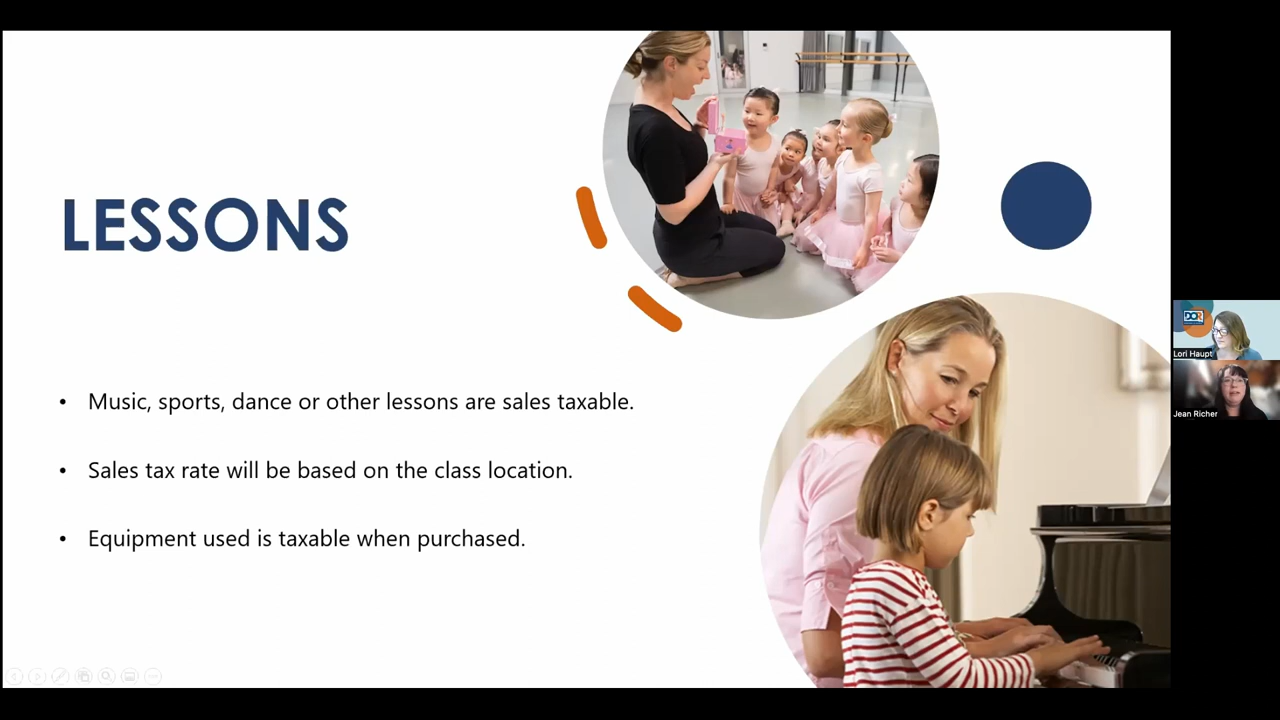 LESSONS
• Music, sports, dance or other lessons are sales taxable.
• Sales tax rate will be based on the class location.
• Equipment used is taxable when purchased.
DOR
Lori Haupt
Jean Richer